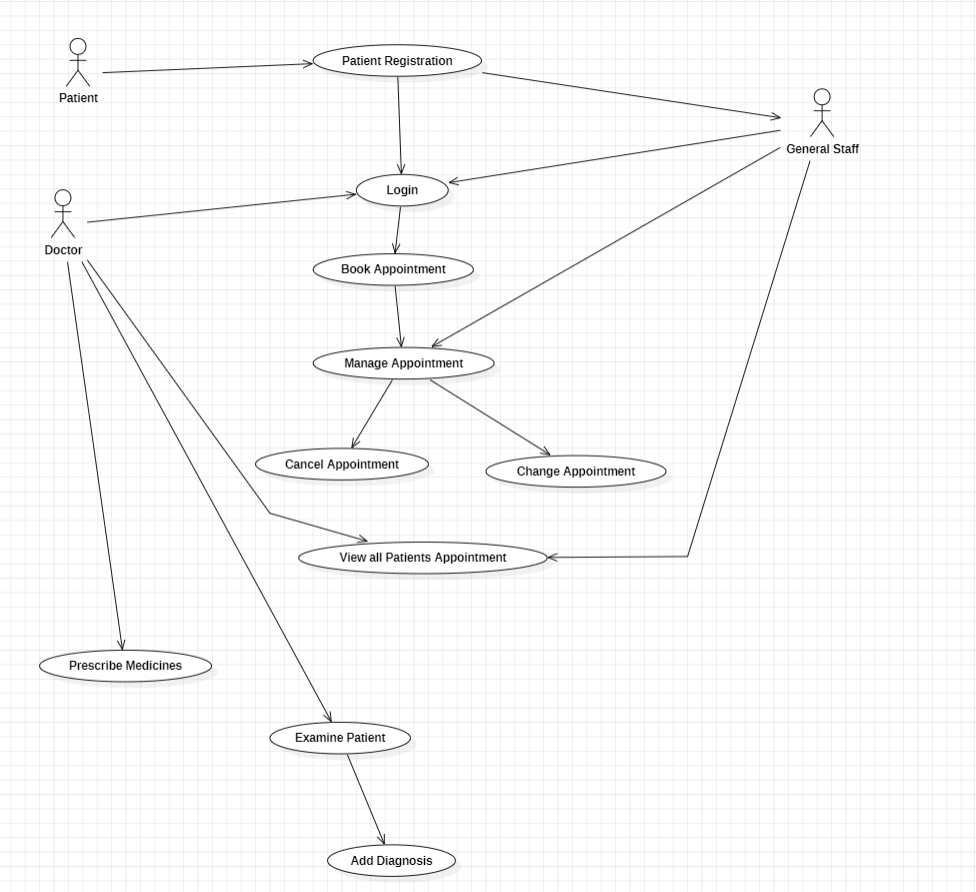 Patient Registration
Patient
General Staff
Login
Doctor
Book Appointment
Manage Appointment
Cancel Appointment
Change Appointment
View all Patients Appointment
Prescribe Medicines
Examine Patient
Add Diagnosis